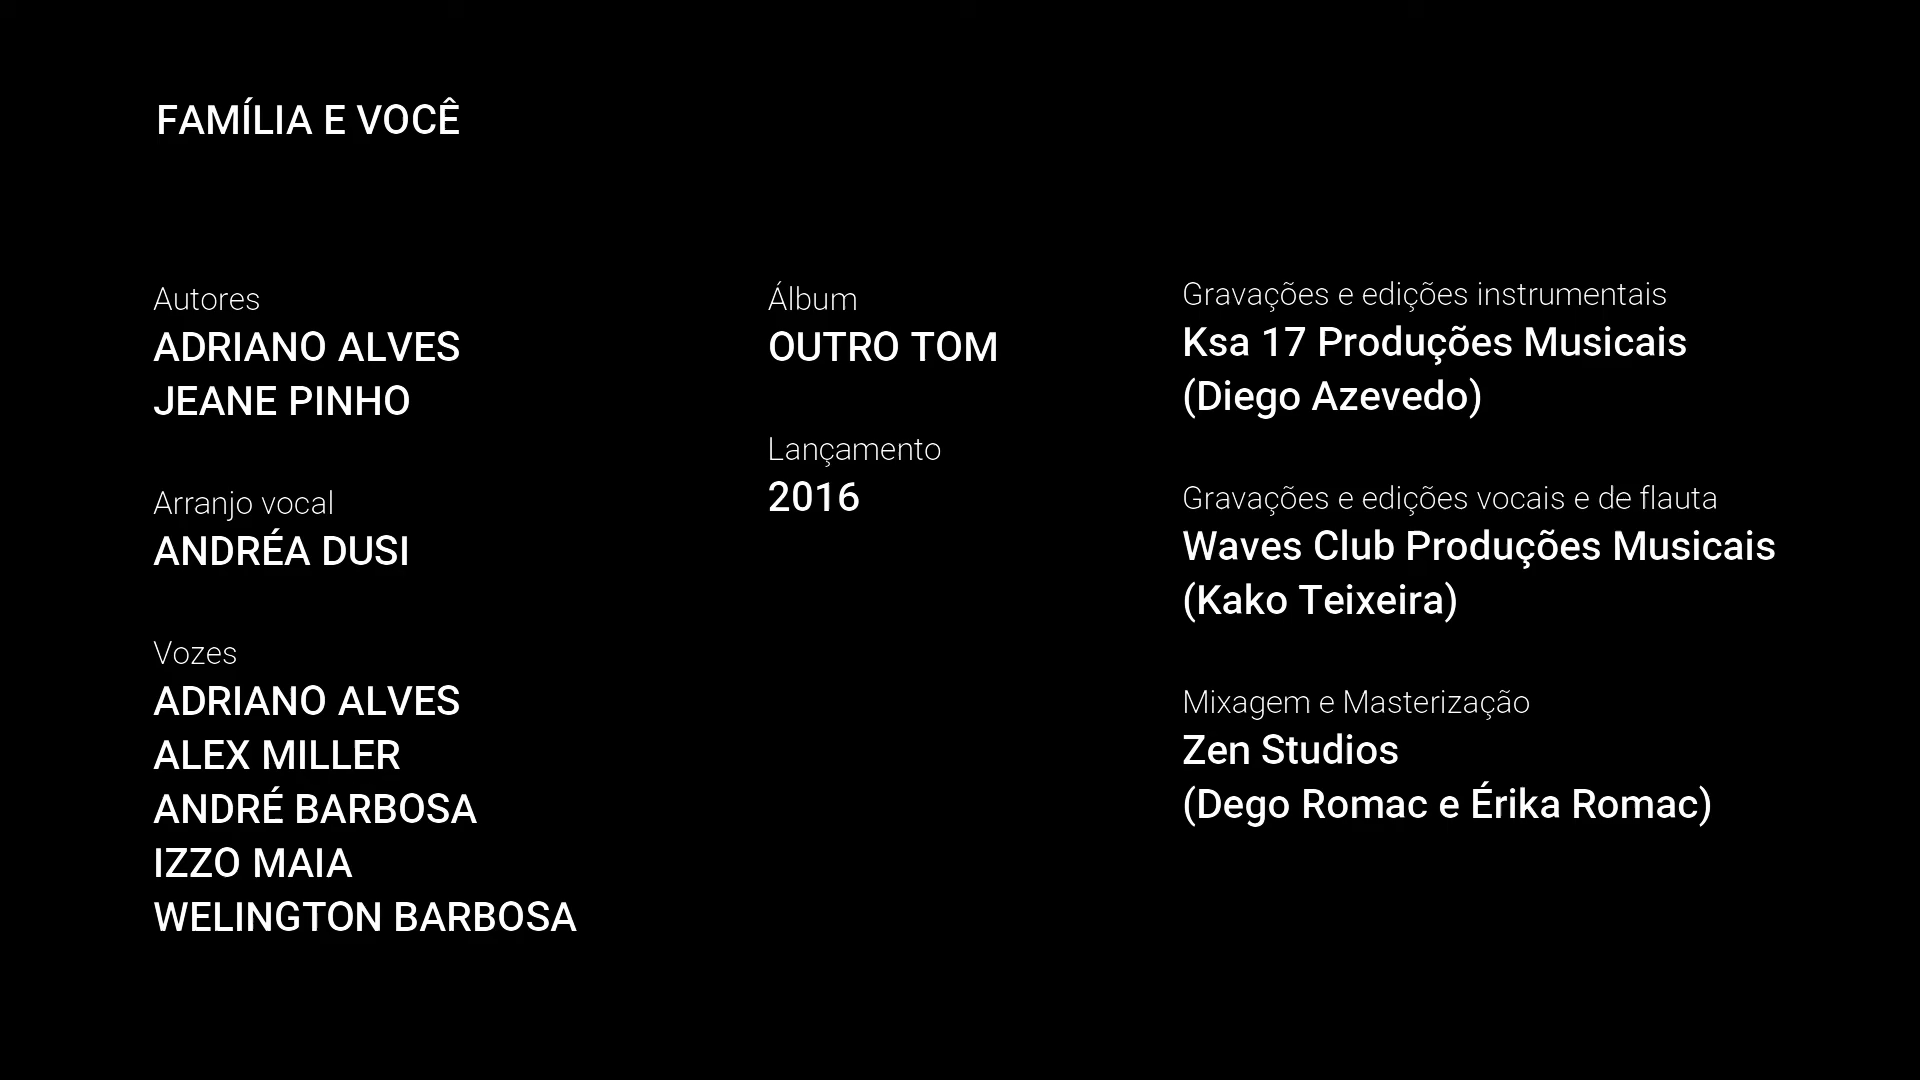 FAMÍLIA E VOCÊ
Autores
ADRIANO ALVES
JEANE PINHO
Arranjo vocal
ANDRÉA DUSI
Vozes
ADRIANO ALVES
ALEX MILLER
ANDRÉ BARBOSA
IZZO MAIA
WELINGTON BARBOSA
Álbum
OUTRO TOM
Lançamento
2016
Gravações e edições instrumentais
Ksa 17 Produções Musicais
(Diego Azevedo)
Gravações e edições vocais e de flauta
Waves Club Produções Musicais
(Kako Teixeira)
Mixagem e Masterização
Zen Studios
(Dego Romac e Érika Romac)